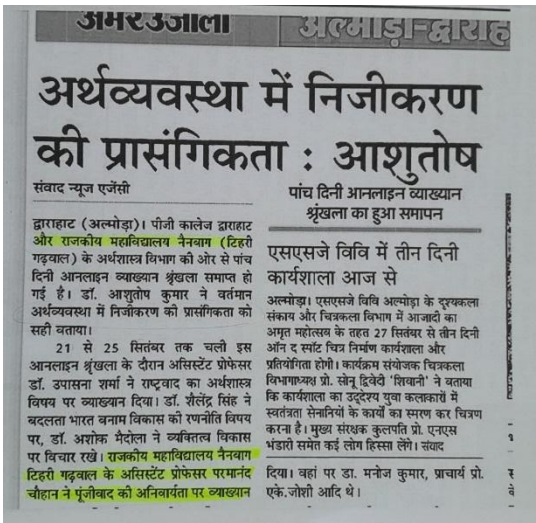 अमरउजाला
अल्मोड़ा-द्वाराह
अर्थव्यवस्था में निजीकरण
की प्रासंगिकता : आशुतोष
संवाद न्यूज एजेंसी
द्वाराहाट (अल्मोड़ा)। पीजी कालेज द्वाराहाट
और राजकीय महाविद्यालय नैनबाग (टिहरी
गढ़वाल) के अर्थशास्त्र विभाग की ओर से पांच
दिनी आनलाइन व्याख्यान श्रृंखला समाप्त हो
गई है। डॉ. आशुतोष कुमार ने वर्तमान
अर्थव्यवस्था में निजीकरण की प्रासंगिकता को
सही बताया।
21 से 25 सितंबर तक चली इस
आनलाइन श्रृंखला के दौरान असिस्टेंट प्रोफेसर
डॉ. उपासना शर्मा ने राष्ट्रवाद का अर्थशास्त्र
विषय पर व्याख्यान दिया। डॉ. शैलेंद्र सिंह ने
बदलता भारत बनाम विकास की रणनीति विषय
पर, डॉ. अशोक मैदोला ने व्यक्तित्व विकास
पर विचार रखे। राजकीय महाविद्यालय नैनबाग
टिहरी गढ़वाल के असिस्टेंट प्रोफेसर परमानंद
चौहान ने पूंजीवाद की अनिवार्यता पर व्याख्यान
पांच दिनी आनलाइन व्याख्यान
श्रृंखला का हुआ समापन
एसएसजे विवि में तीन दिनी
कार्यशाला आज से
अल्मोड़ा। एसएसजे विवि अल्मोड़ा के दृश्यकला
संकाय और चित्रकला विभाग में आजादी का
अमृत महोत्सव के तहत 27 सितंबर से तीन दिनी
ऑन द स्पॉट चित्र निर्माण कार्यशाला और
प्रतियोगिता होगी। कार्यक्रम संयोजक चित्रकला
विभागाध्यक्ष प्रो. सोनू द्विवेदी 'शिवानी' ने बताया
कि कार्यशाला का उद्देश्य युवा कलाकारों में
स्वतंत्रता सेनानियों के कार्यों का स्मरण कर चित्रण
करना है। मुख्य संरक्षक कुलपति प्रो. एनएस
भंडारी समेत कई लोग हिस्सा लेंगे। संवाद
दिया। वहां पर डा. मनोज कुमार, प्राचार्य प्रो.
एके.जोशी आदि थे।